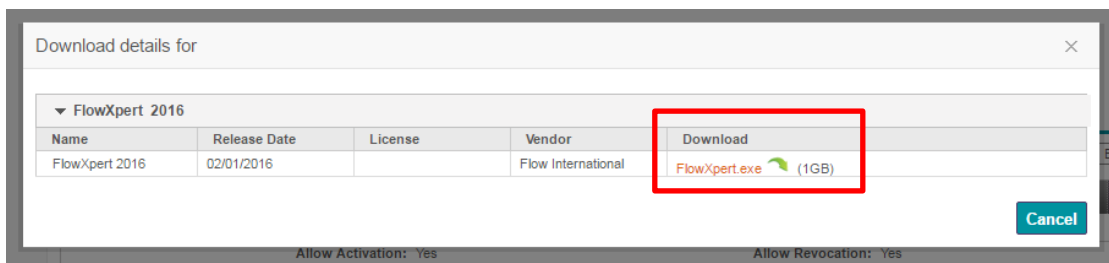 Download details for
FlowXpert 2016
Name Release Date License Vendor Download
FlowXpert 2016 02/01/2016 Flow International FlowXpert.exe (1GB)
Cancel
Allow Activation: Yes Allow Revocation: Yes